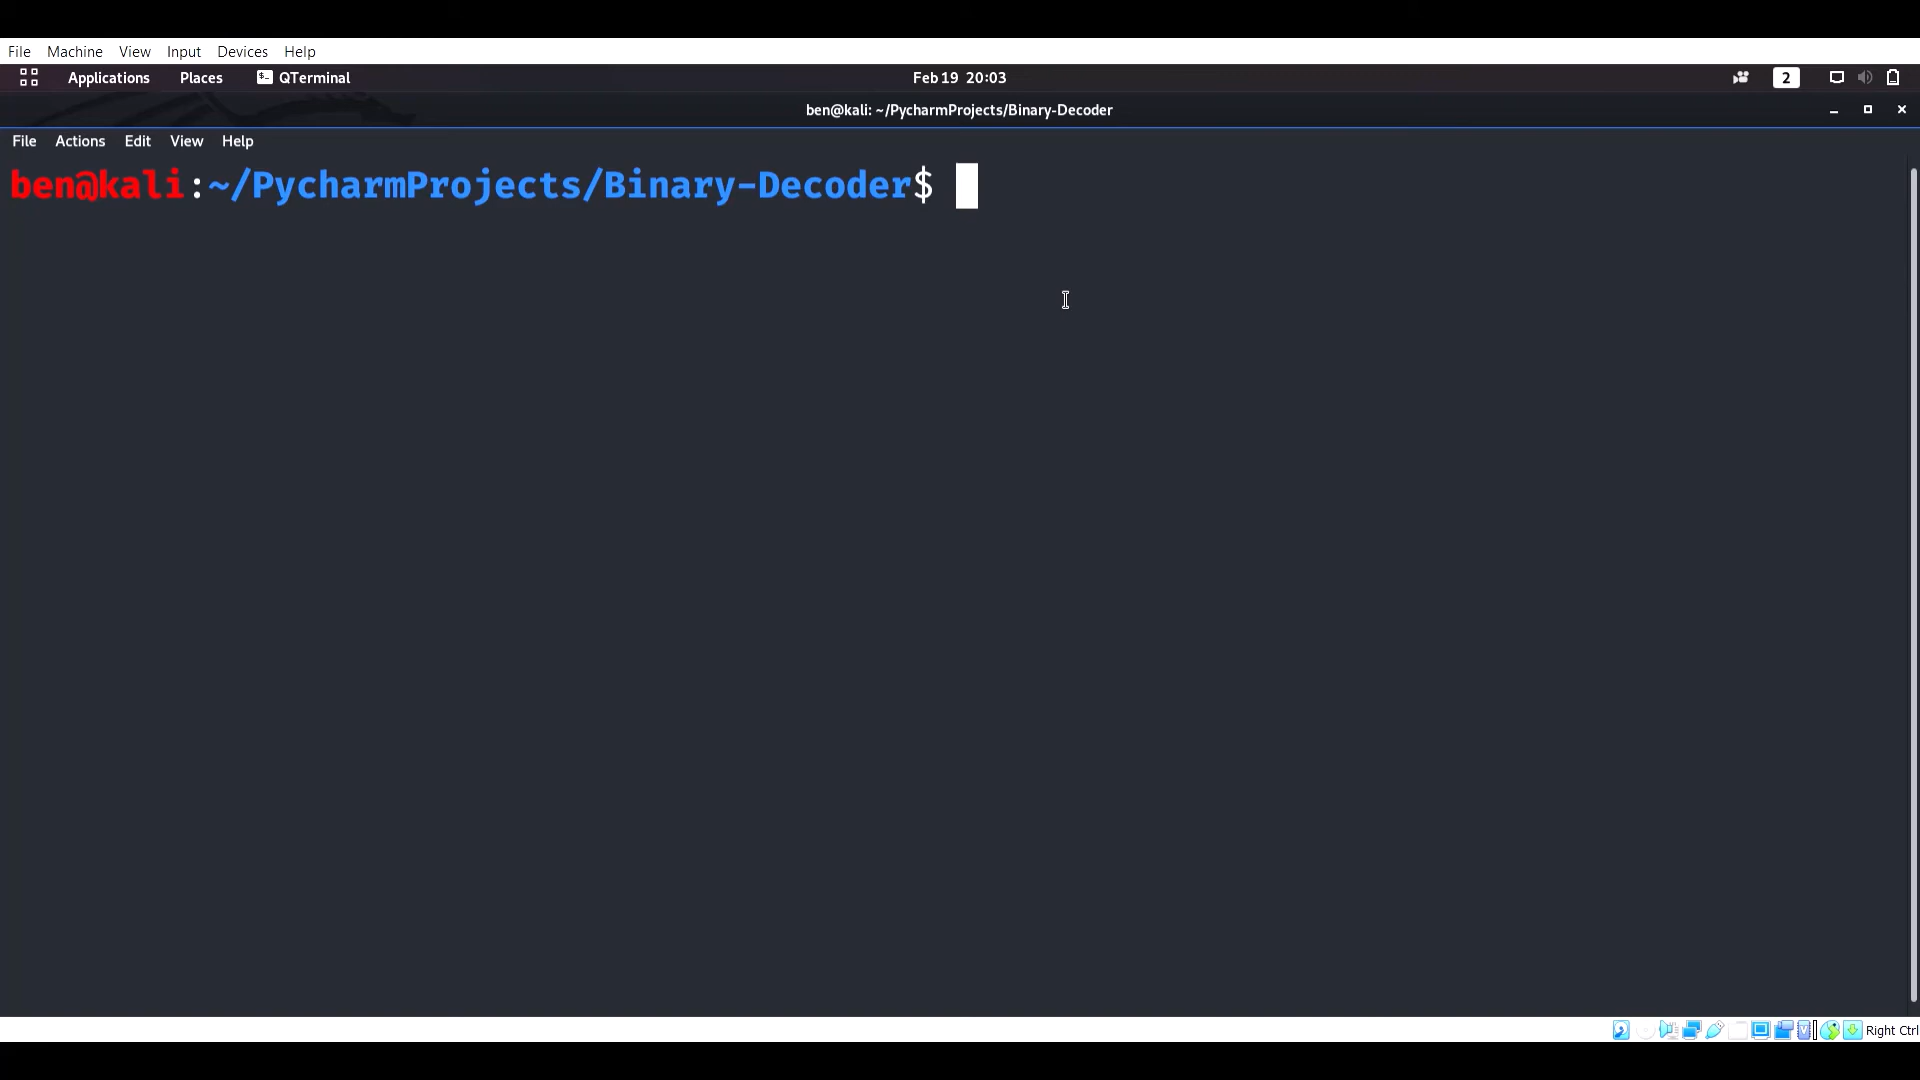 File Machine View Input Devices Help
Applications Places QTerminal Feb 19 20:03 2
ben@kali: ~/PycharmProjects/Binary-Decoder
File Actions Edit View Help
ben@kali:~/PycharmProjects/Binary-Decoder$
Right Ctrl